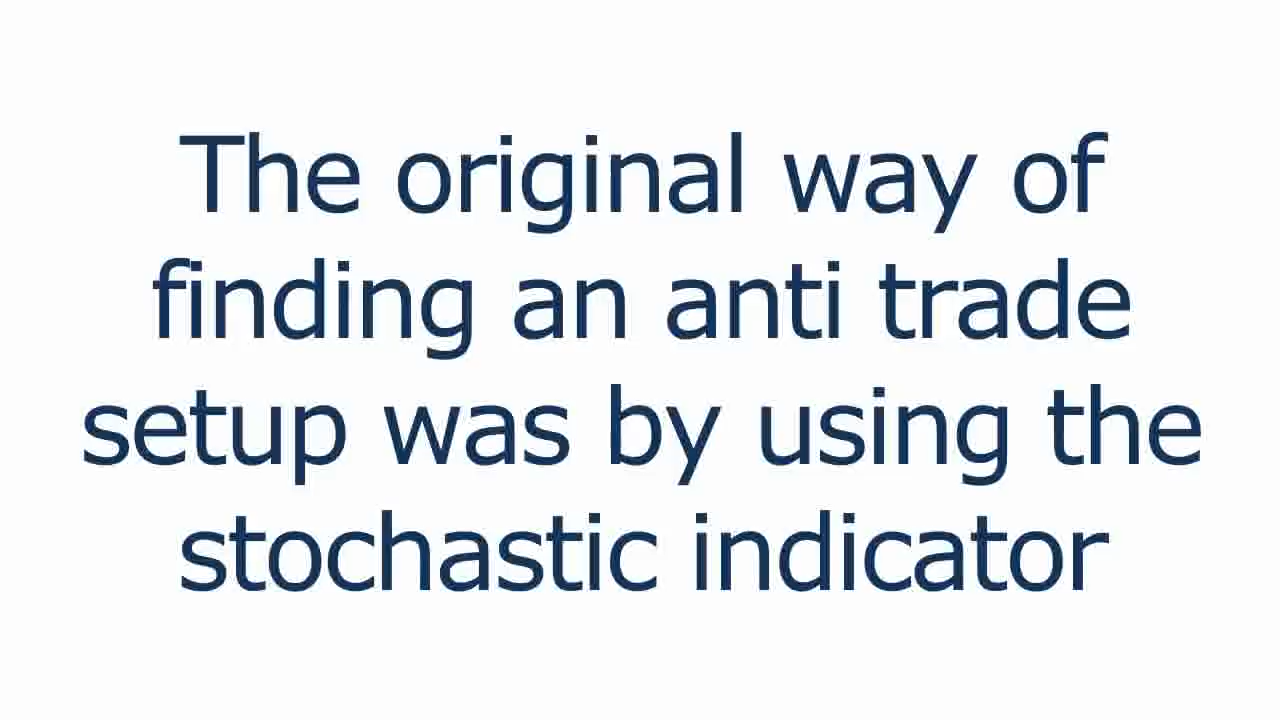 The original way of
finding an anti trade
setup was by using the
stochastic indicator